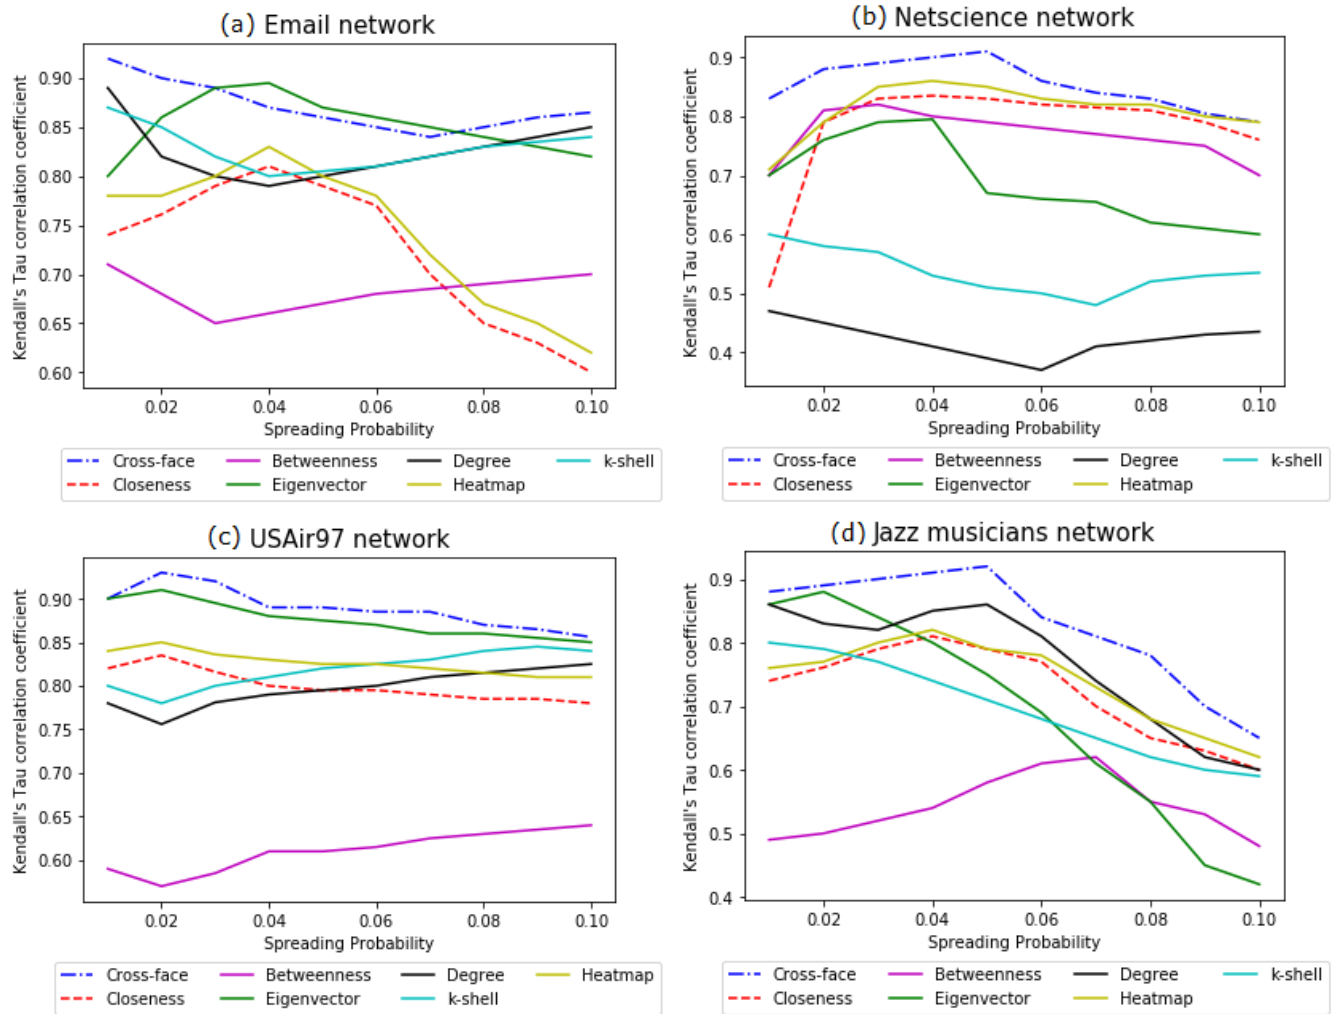 (a) Email network
Kendall's Tau correlation coefficient
0.90
0.85
0.80
0.75
0.70
0.65
0.60
0.02 0.04 0.06 0.08 0.10
Spreading Probability
Cross-face Betweenness Degree k-shell
Closeness Eigenvector Heatmap
(b) Netscience network
Kendall's Tau correlation coefficient
0.9
0.8
0.7
0.6
0.5
0.4
0.02 0.04 0.06 0.08 0.10
Spreading Probability
Cross-face Betweenness Degree k-shell
Closeness Eigenvector Heatmap
(c) USAir97 network
Kendall's Tau correlation coefficient
0.90
0.85
0.80
0.75
0.70
0.65
0.60
0.02 0.04 0.06 0.08 0.10
Spreading Probability
Cross-face Betweenness Degree Heatmap
Closeness Eigenvector k-shell
(d) Jazz musicians network
Kendall's Tau correlation coefficient
0.9
0.8
0.7
0.6
0.5
0.4
0.02 0.04 0.06 0.08 0.10
Spreading Probability
Cross-face Betweenness Degree k-shell
Closeness Eigenvector Heatmap